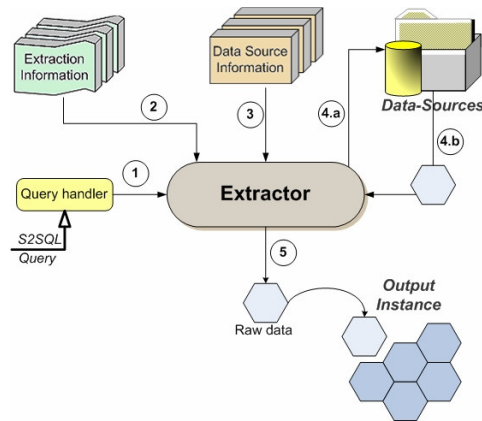 Extraction
Information
Data Source
Information
2
3
4.a
Data-Sources
4.b
1
Query handler
Extractor
S2SQL
Query
5
Raw data
Output
Instance